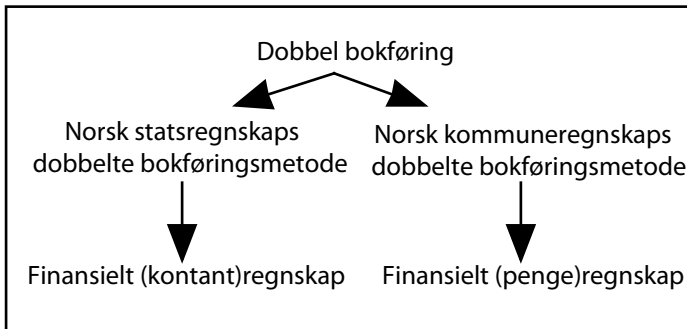 Dobbel bokføring
Norsk statsregnskaps
dobbelte bokføringsmetode
Norsk kommuneregnskaps
dobbelte bokføringsmetode
Finansielt (kontant)regnskap
Finansielt (penge)regnskap